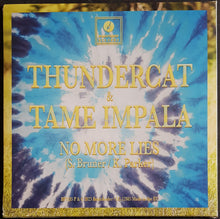 THUNDERCAT
&
TAME IMPALA
NO MORE LIES
S. Bruner / K. Parker